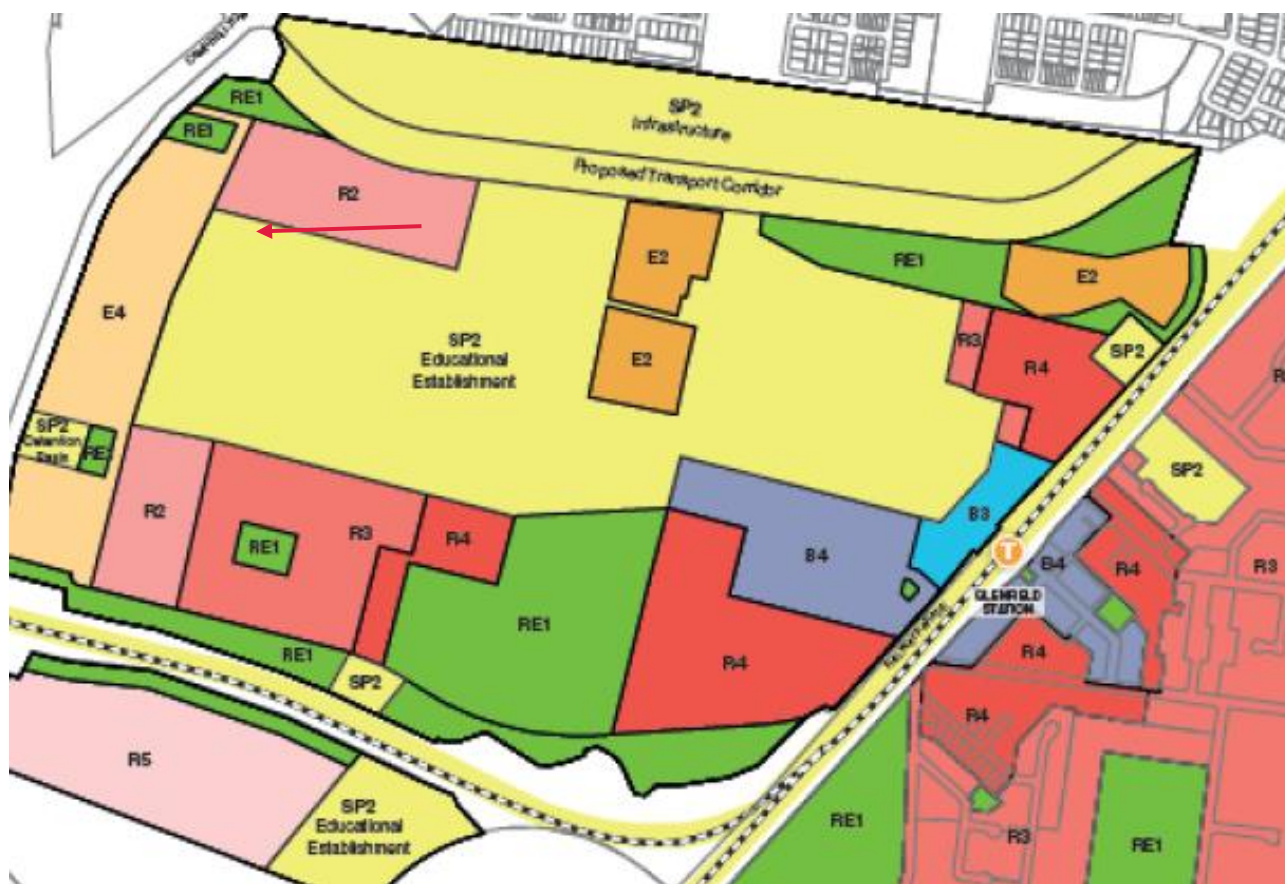 SP2
Infrastructure
Proposed Transport Corridor
RE1
RE1
R2
E2
RE1
E2
E4
SP2
Educational
Establishment
E2
R3
R4
SP2
SP2
Detention
Basin
RE1
SP2
R2
R3
R4
RE1
B4
B3
T
GLENFIELD
STATION
B4
R4
R3
RE1
R4
R4
RE1
SP2
R4
R5
SP2
Educational
Establishment
RE1
R3
RE1